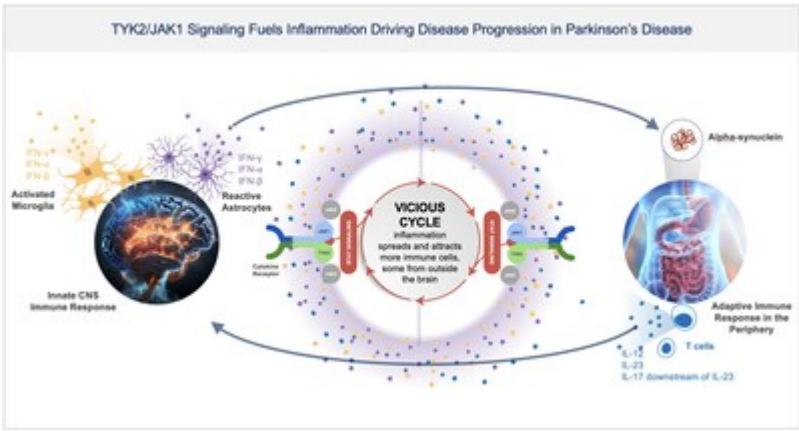 TYK2/JAK1 Signaling Fuels Inflammation Driving Disease Progression in Parkinson's Disease
IFN-γ
IFN-α
IFN-β
Activated
Microglia
IFN-γ
IFN-α
IFN-β
Reactive
Astrocytes
Innate CNS
Immune Response
Cytokine
Receptor
VICIOUS
CYCLE
inflammation
spreads and attracts
more immune cells,
some from outside
the brain
STAT SIGNALING
Alpha-synuclein
Adaptive Immune
Response in the
Periphery
T cells
IL-12
IL-23
IL-17 downstream of IL-23